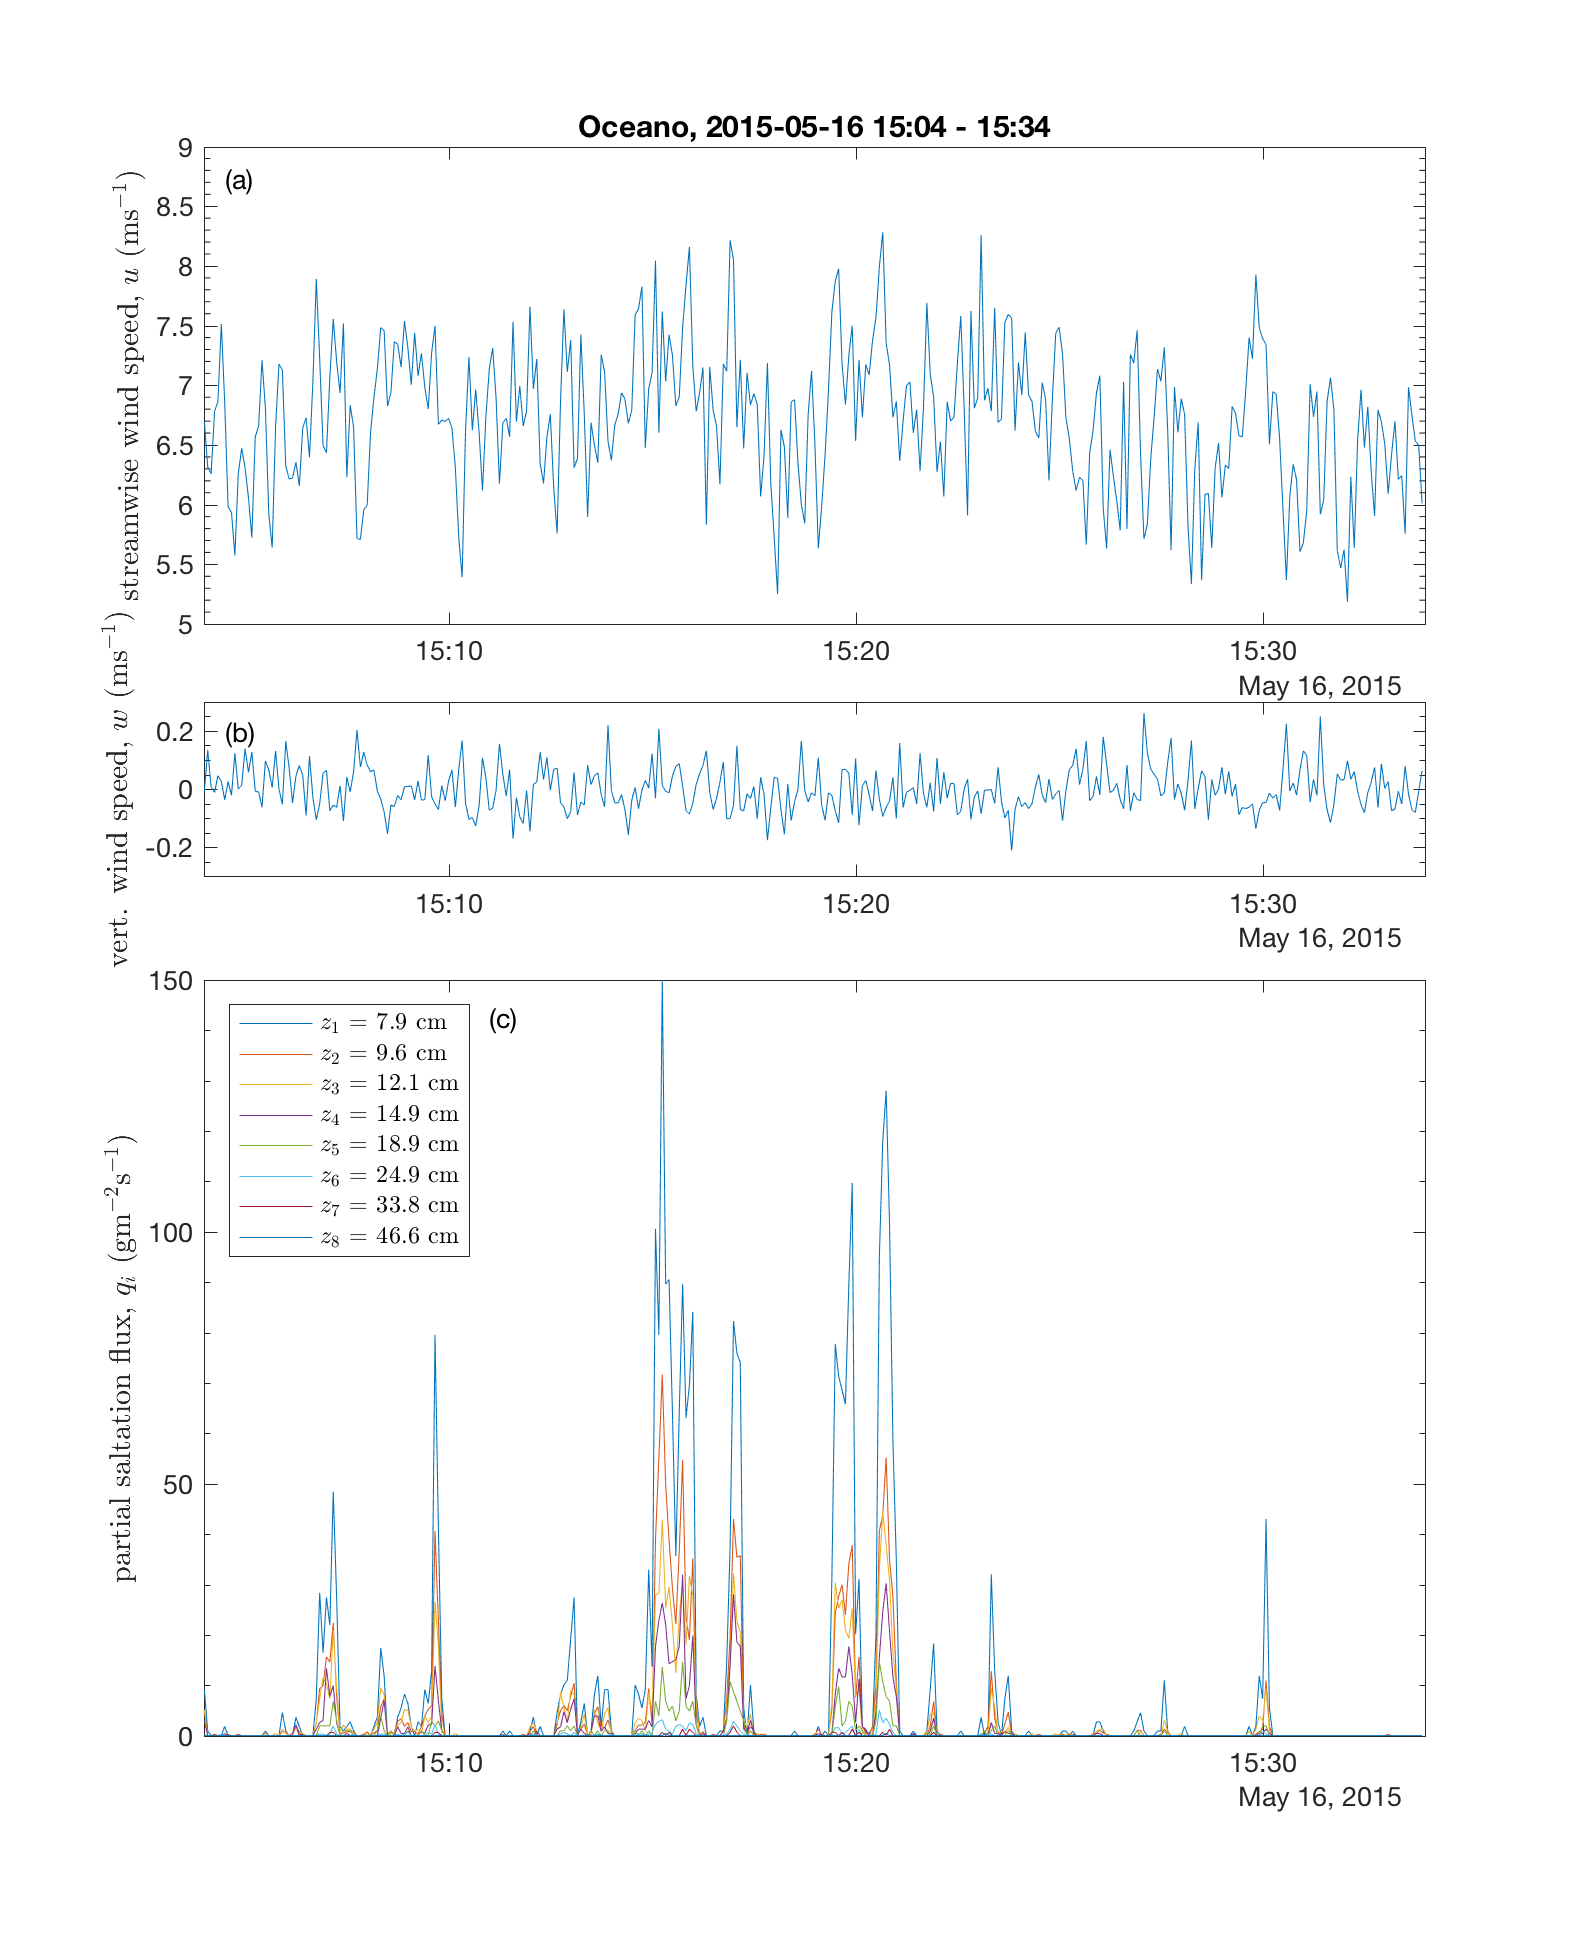 Oceano, 2015-05-16 15:04 - 15:34
(a)
streamwise wind speed, u (ms⁻¹)
9
8.5
8
7.5
7
6.5
6
5.5
5
15:10 15:20 15:30
May 16, 2015
(b)
vert. wind speed, w (ms⁻¹)
0.2
0
-0.2
15:10 15:20 15:30
May 16, 2015
(c)
partial saltation flux, qᵢ (gm⁻²s⁻¹)
150
100
50
0
z₁ = 7.9 cm
z₂ = 9.6 cm
z₃ = 12.1 cm
z₄ = 14.9 cm
z₅ = 18.9 cm
z₆ = 24.9 cm
z₇ = 33.8 cm
z₈ = 46.6 cm
15:10 15:20 15:30
May 16, 2015